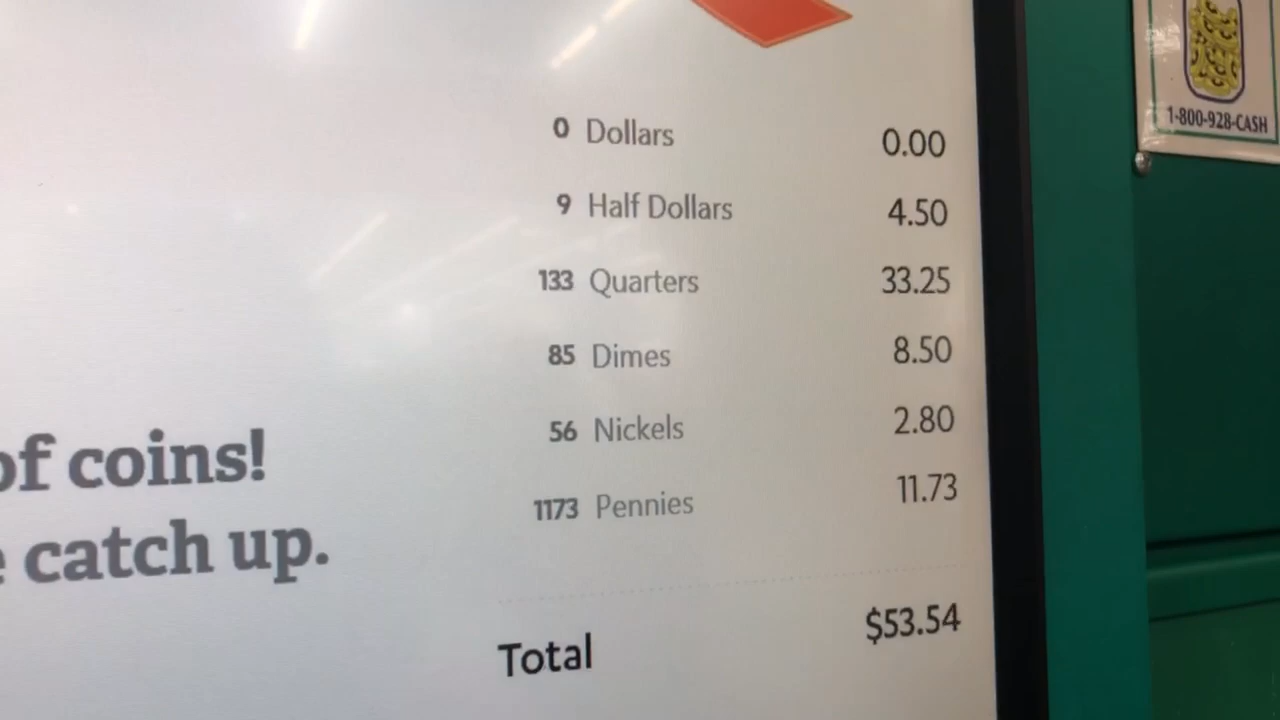 1-800-928-CASH
0 Dollars 0.00
9 Half Dollars 4.50
133 Quarters 33.25
85 Dimes 8.50
56 Nickels 2.80
1173 Pennies 11.73
of coins!
catch up.
Total $53.54